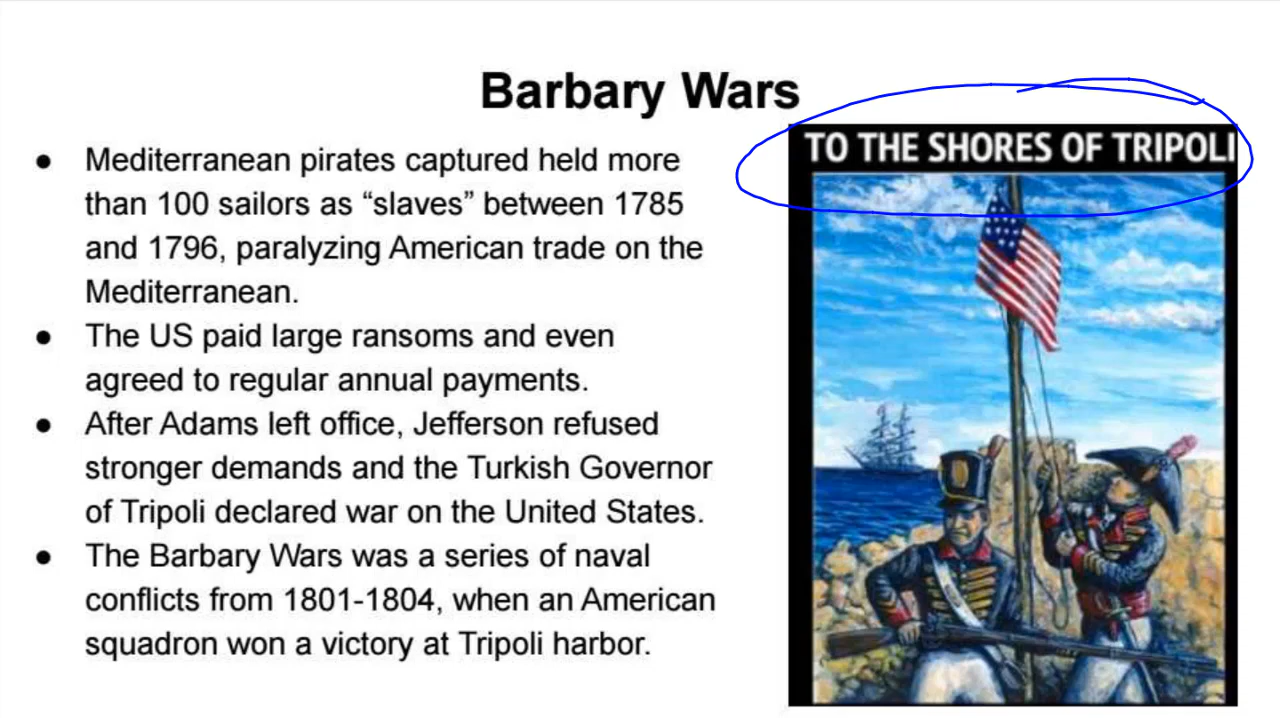 Barbary Wars
TO THE SHORES OF TRIPOLI
● Mediterranean pirates captured held more
than 100 sailors as “slaves” between 1785
and 1796, paralyzing American trade on the
Mediterranean.
● The US paid large ransoms and even
agreed to regular annual payments.
● After Adams left office, Jefferson refused
stronger demands and the Turkish Governor
of Tripoli declared war on the United States.
● The Barbary Wars was a series of naval
conflicts from 1801-1804, when an American
squadron won a victory at Tripoli harbor.